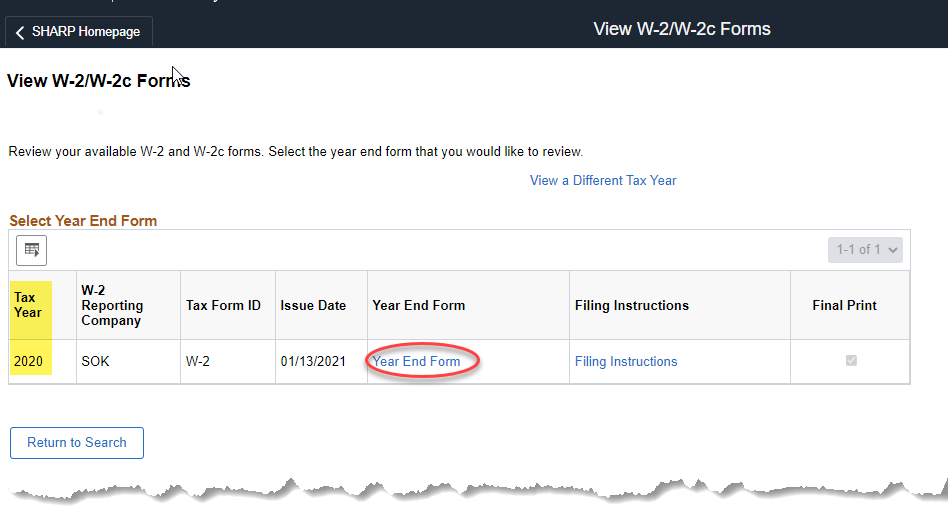 SHARP Homepage
View W-2/W-2c Forms
View W-2/W-2c Forms
Review your available W-2 and W-2c forms. Select the year end form that you would like to review.
View a Different Tax Year
Select Year End Form
1-1 of 1
Tax Year
W-2 Reporting Company
Tax Form ID
Issue Date
Year End Form
Filing Instructions
Final Print
2020
SOK
W-2
01/13/2021
Year End Form
Filing Instructions
Return to Search